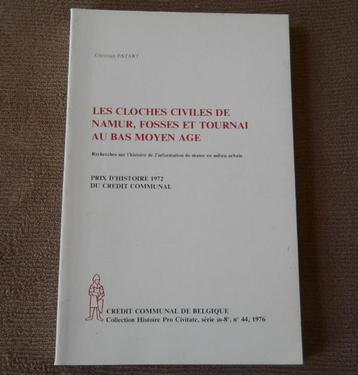 Christian PATART
LES CLOCHES CIVILES DE
NAMUR, FOSSES ET TOURNAI
AU BAS MOYEN AGE
Recherches sur l'histoire de l'information de masse en milieu urbain
PRIX D'HISTOIRE 1972
DU CREDIT COMMUNAL
CREDIT COMMUNAL DE BELGIQUE
Collection Histoire Pro Civitate, série in-8°, n° 44, 1976